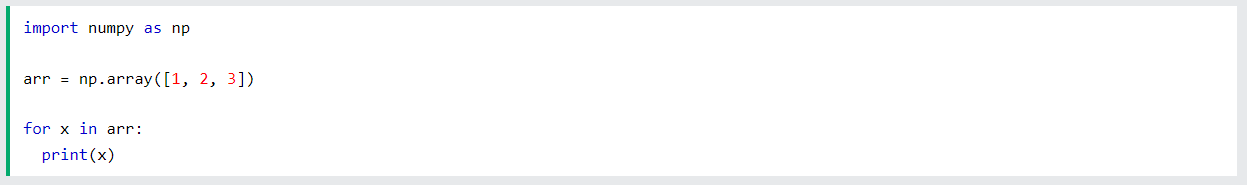 import numpy as np
arr = np.array([1, 2, 3])
for x in arr:
  print(x)